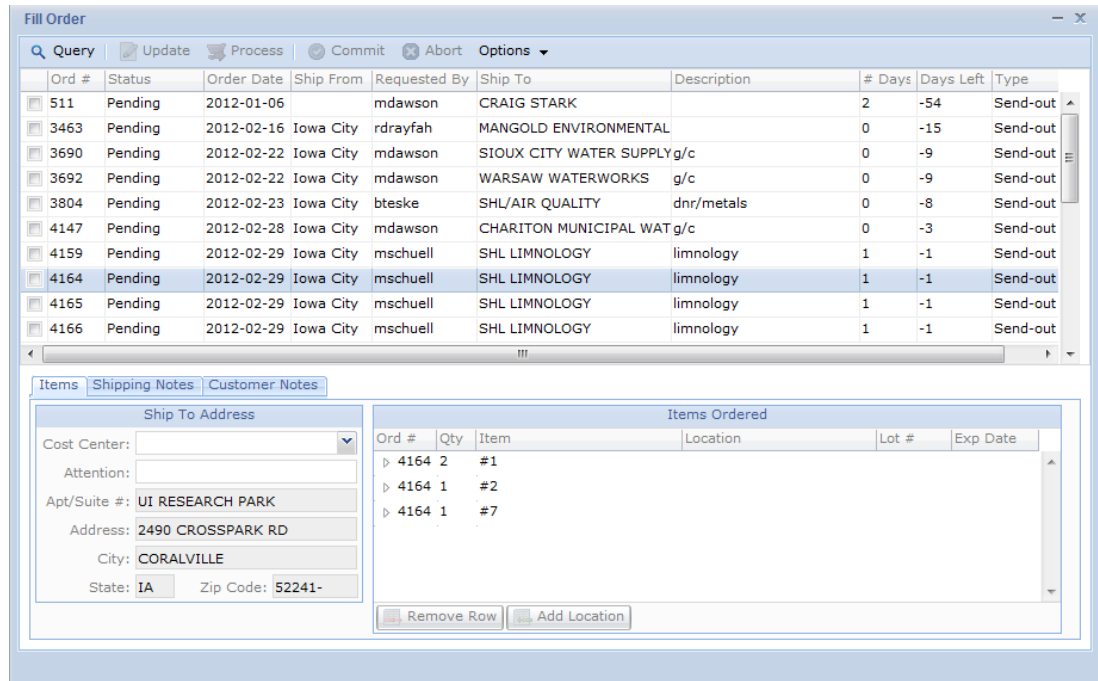 Fill Order
Query Update Process Commit Abort Options
Ord # Status Order Date Ship From Requested By Ship To Description # Days Days Left Type
511 Pending 2012-01-06 mdawson CRAIG STARK 2 -54 Send-out
3463 Pending 2012-02-16 Iowa City rdrayfah MANGOLD ENVIRONMENTAL 0 -15 Send-out
3690 Pending 2012-02-22 Iowa City mdawson SIOUX CITY WATER SUPPLY g/c 0 -9 Send-out
3692 Pending 2012-02-22 Iowa City mdawson WARSAW WATERWORKS g/c 0 -9 Send-out
3804 Pending 2012-02-23 Iowa City bteske SHL/AIR QUALITY dnr/metals 0 -8 Send-out
4147 Pending 2012-02-28 Iowa City mdawson CHARITON MUNICIPAL WAT g/c 0 -3 Send-out
4159 Pending 2012-02-29 Iowa City mschuell SHL LIMNOLOGY limnology 1 -1 Send-out
4164 Pending 2012-02-29 Iowa City mschuell SHL LIMNOLOGY limnology 1 -1 Send-out
4165 Pending 2012-02-29 Iowa City mschuell SHL LIMNOLOGY limnology 1 -1 Send-out
4166 Pending 2012-02-29 Iowa City mschuell SHL LIMNOLOGY limnology 1 -1 Send-out
Items Shipping Notes Customer Notes
Ship To Address
Cost Center:
Attention:
Apt/Suite #: UI RESEARCH PARK
Address: 2490 CROSSPARK RD
City: CORALVILLE
State: IA Zip Code: 52241-
Items Ordered
Ord # Qty Item Location Lot # Exp Date
4164 2 #1
4164 1 #2
4164 1 #7
Remove Row Add Location